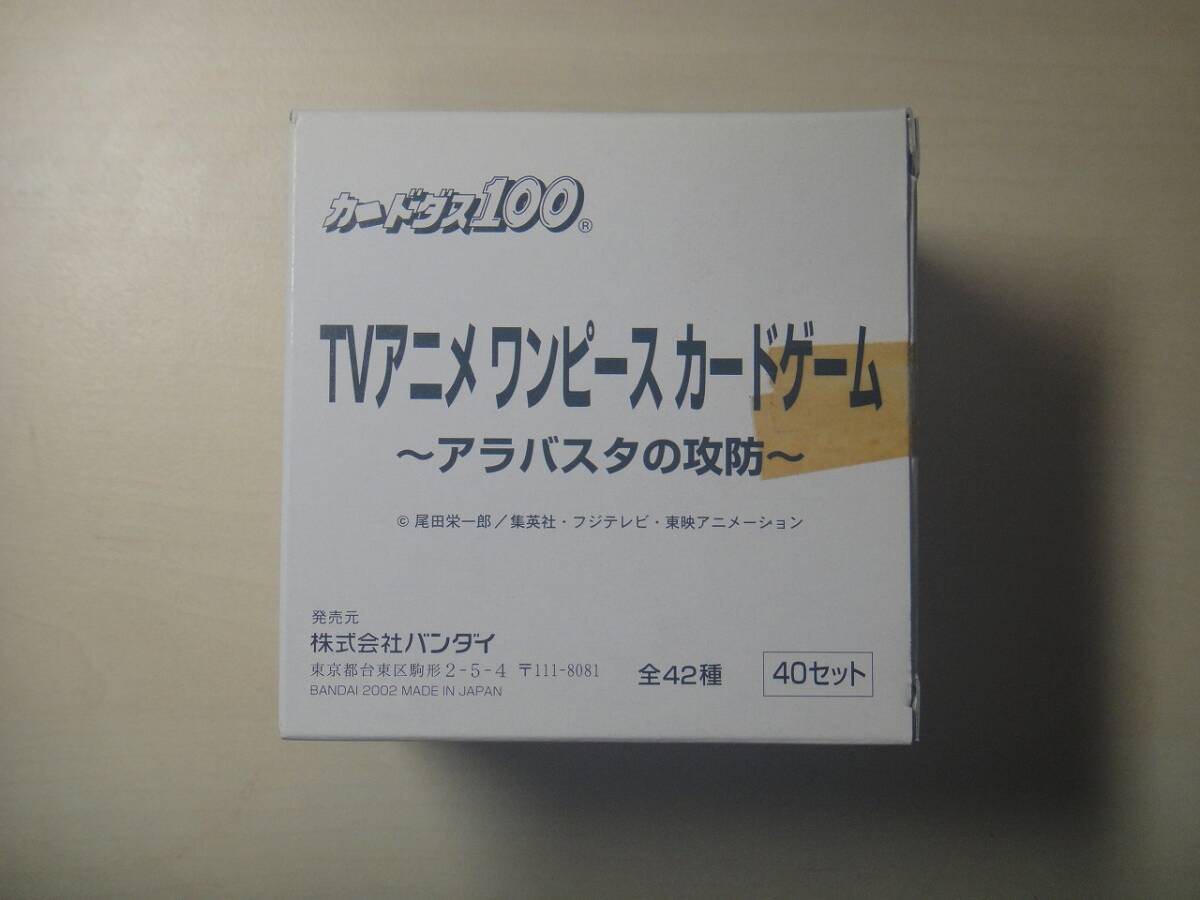 カードダス100®
TVアニメ ワンピース カードゲーム
～アラバスタの攻防～
© 尾田栄一郎／集英社・フジテレビ・東映アニメーション
発売元
株式会社バンダイ
東京都台東区駒形2-5-4 〒111-8081
BANDAI 2002 MADE IN JAPAN
全42種
40セット